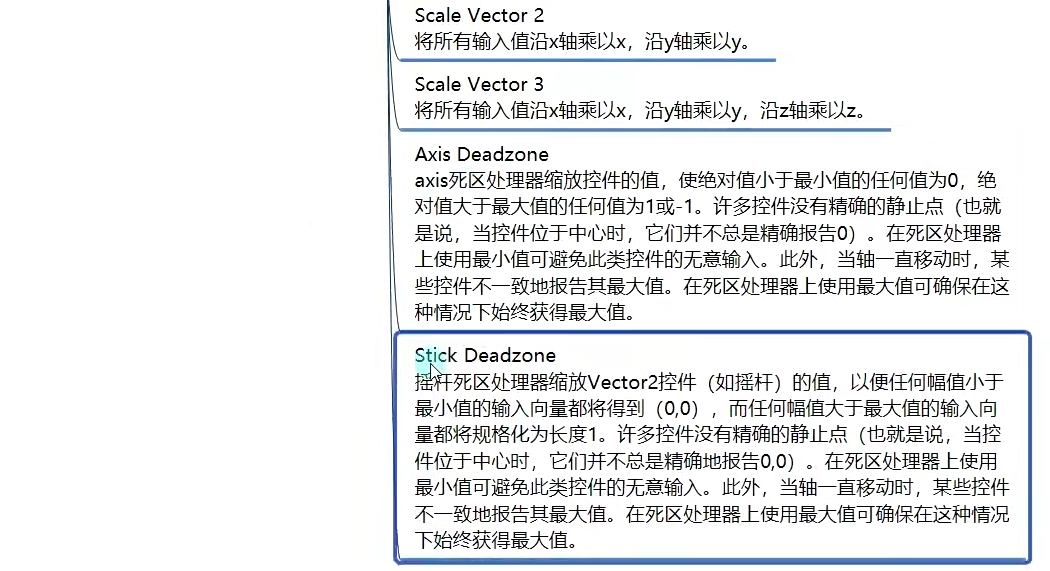 Scale Vector 2
将所有输入值沿x轴乘以x，沿y轴乘以y。
Scale Vector 3
将所有输入值沿x轴乘以x，沿y轴乘以y，沿z轴乘以z。
Axis Deadzone
axis死区处理器缩放控件的值，使绝对值小于最小值的任何值为0，绝
对值大于最大值的任何值为1或-1。许多控件没有精确的静止点（也就
是说，当控件位于中心时，它们并不总是精确报告0）。在死区处理器
上使用最小值可避免此类控件的无意输入。此外，当轴一直移动时，某
些控件不一致地报告其最大值。在死区处理器上使用最大值可确保在这
种情况下始终获得最大值。
Stick Deadzone
摇杆死区处理器缩放Vector2控件（如摇杆）的值，以便任何幅值小于
最小值的输入向量都将得到（0,0），而任何幅值大于最大值的输入向
量都将规格化为长度1。许多控件没有精确的静止点（也就是说，当控
件位于中心时，它们并不总是精确地报告0,0）。在死区处理器上使用
最小值可避免此类控件的无意输入。此外，当轴一直移动时，某些控件
不一致地报告其最大值。在死区处理器上使用最大值可确保在这种情况
下始终获得最大值。